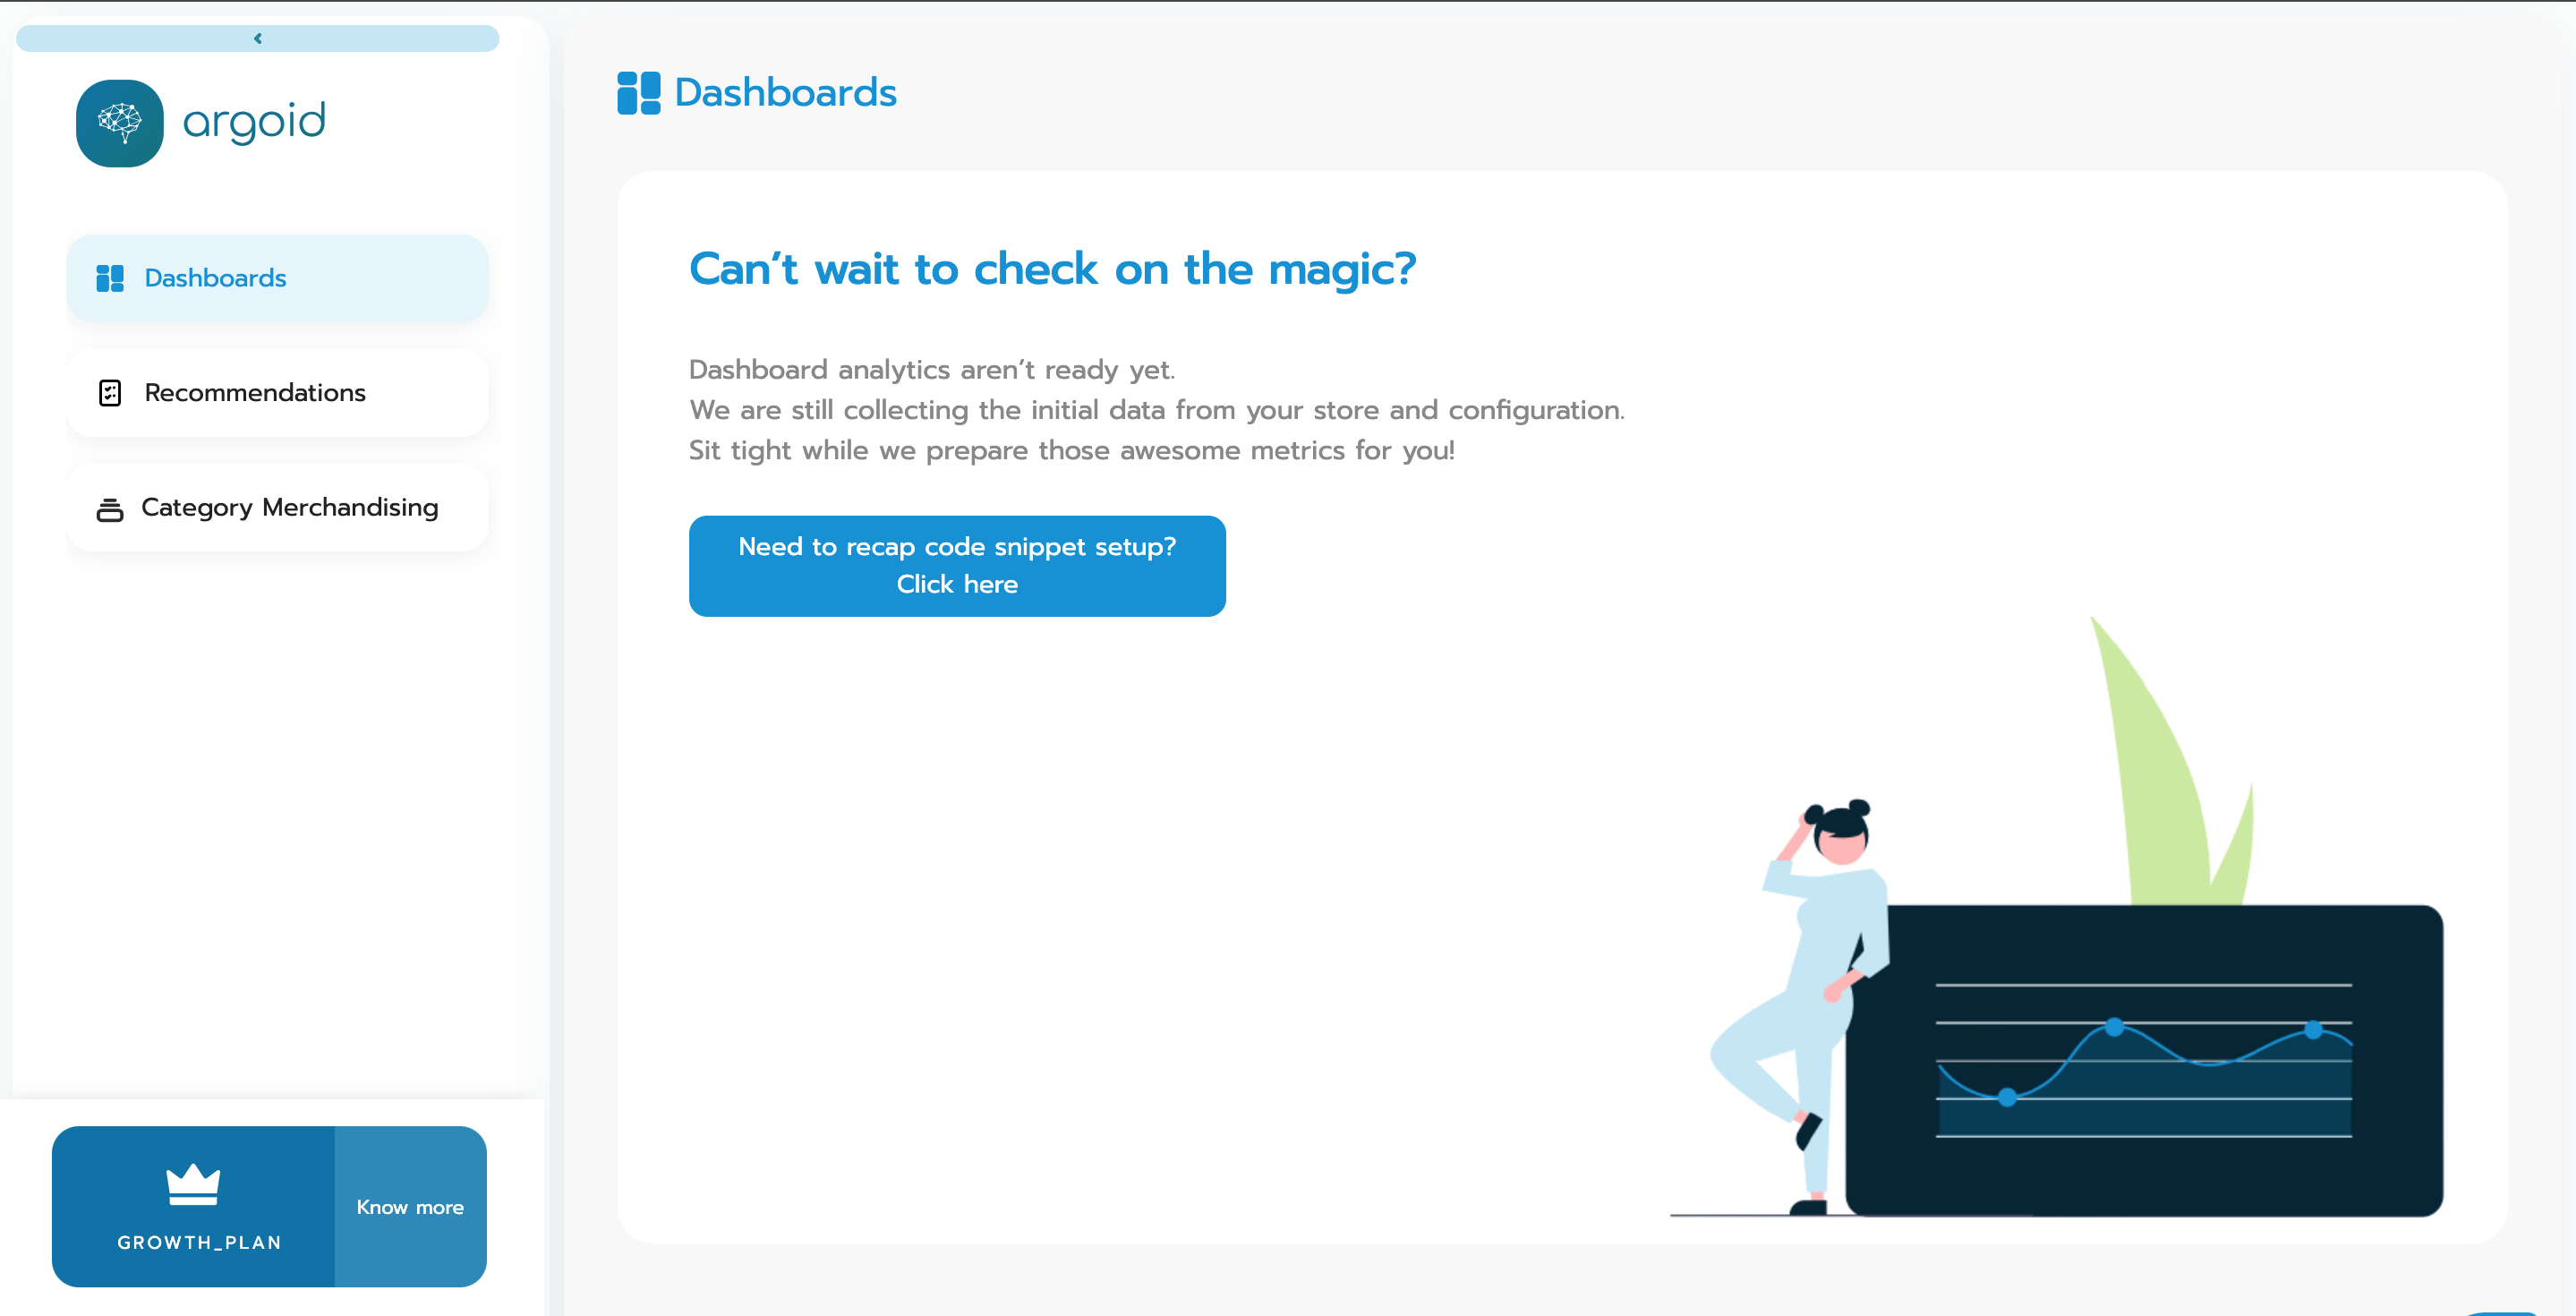 argoid
Dashboards
Recommendations
Category Merchandising
GROWTH_PLAN
Know more
Dashboards
Can’t wait to check on the magic?
Dashboard analytics aren’t ready yet.
We are still collecting the initial data from your store and configuration.
Sit tight while we prepare those awesome metrics for you!
Need to recap code snippet setup?
Click here